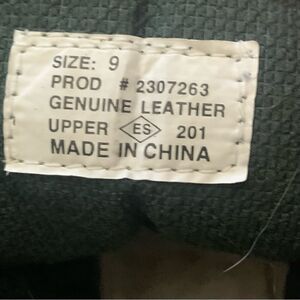 SIZE: 9
PROD # 2307263
GENUINE LEATHER
UPPER ES 201
MADE IN CHINA